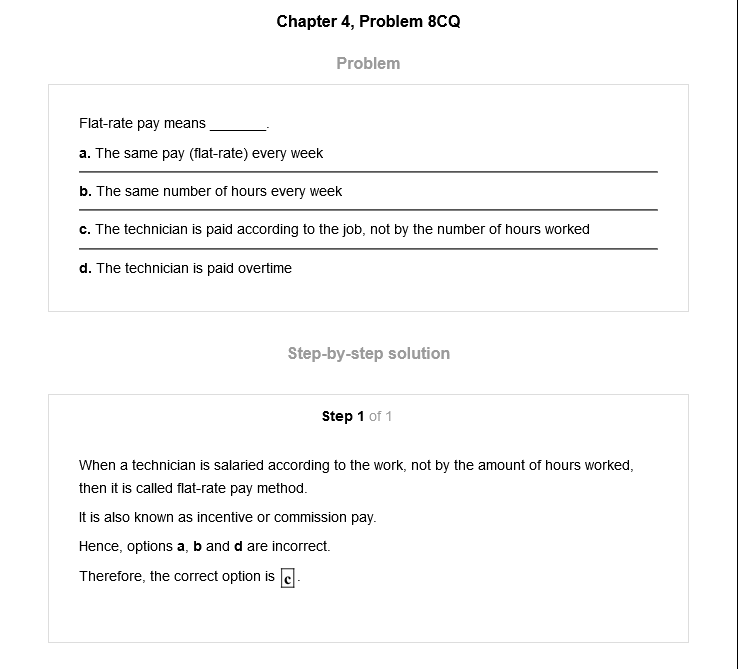 Chapter 4, Problem 8CQ
Problem
Flat-rate pay means _______.
a. The same pay (flat-rate) every week
b. The same number of hours every week
c. The technician is paid according to the job, not by the number of hours worked
d. The technician is paid overtime
Step-by-step solution
Step 1 of 1
When a technician is salaried according to the work, not by the amount of hours worked,
then it is called flat-rate pay method.
It is also known as incentive or commission pay.
Hence, options a, b and d are incorrect.
Therefore, the correct option is c.